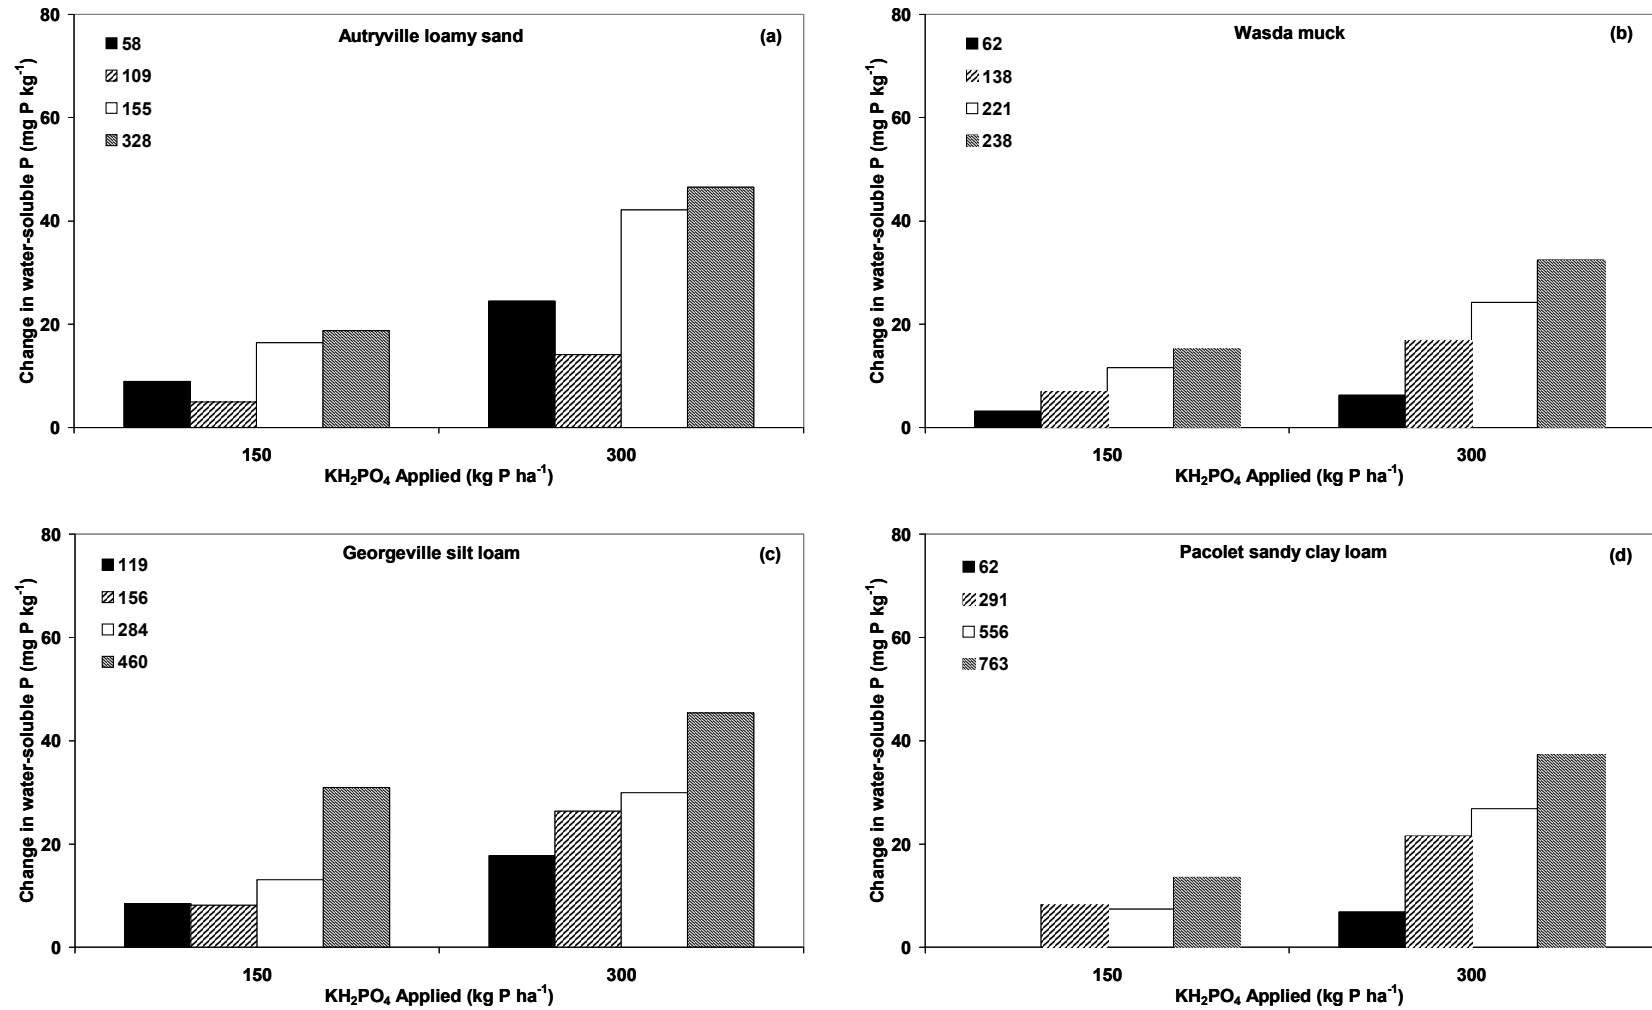 Autryville loamy sand
(a)
58
109
155
328
80
60
40
20
0
Change in water-soluble P (mg P kg⁻¹)
150
300
KH₂PO₄ Applied (kg P ha⁻¹)
Wasda muck
(b)
62
138
221
238
80
60
40
20
0
Change in water-soluble P (mg P kg⁻¹)
150
300
KH₂PO₄ Applied (kg P ha⁻¹)
Georgeville silt loam
(c)
119
156
284
460
80
60
40
20
0
Change in water-soluble P (mg P kg⁻¹)
150
300
KH₂PO₄ Applied (kg P ha⁻¹)
Pacolet sandy clay loam
(d)
62
291
556
763
80
60
40
20
0
Change in water-soluble P (mg P kg⁻¹)
150
300
KH₂PO₄ Applied (kg P ha⁻¹)